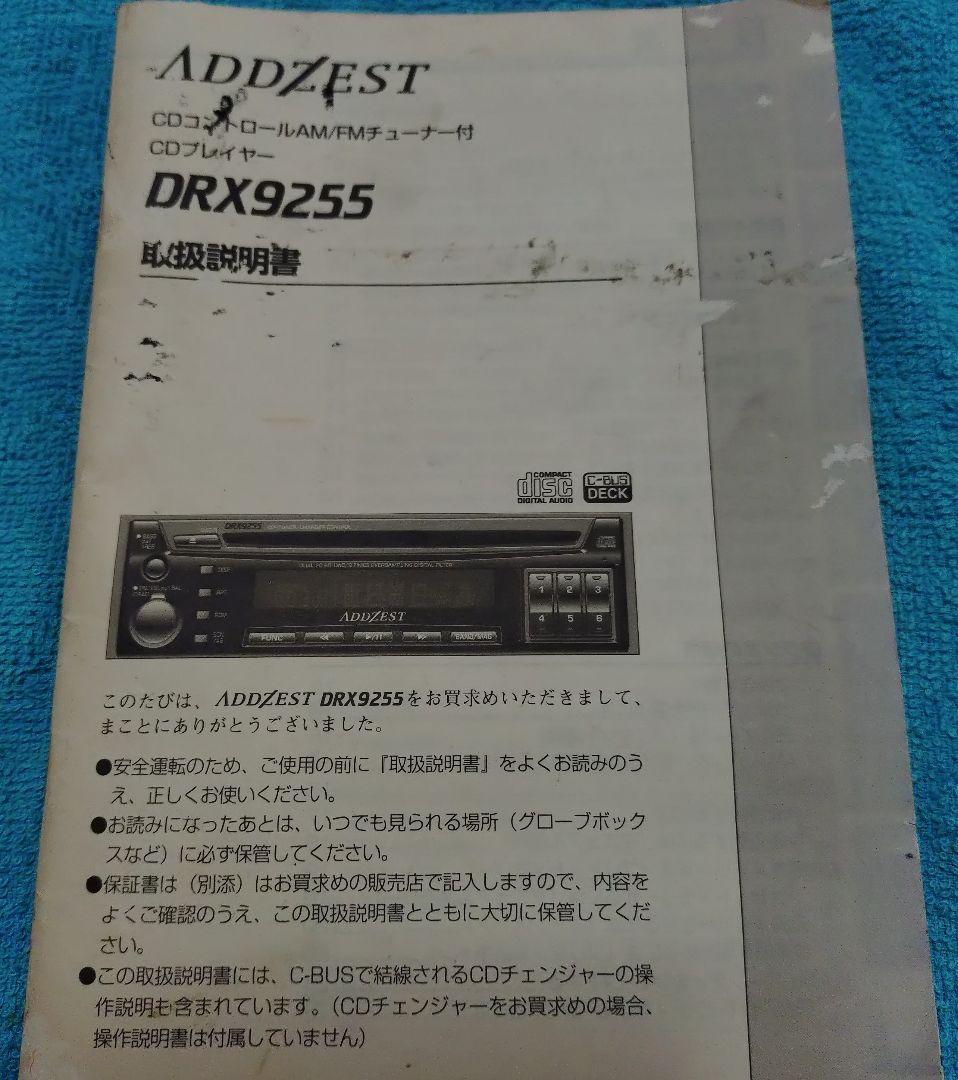 ADDZEST
CDコントロールAM/FMチューナー付
CDプレイヤー
DRX9255
取扱説明書
COMPACT
disc
DIGITAL AUDIO
C-BUS
DECK
DRX9255
ADDZEST
1 2 3
4 5 6
FUNC
BAND/MAG
このたびは、ADDZEST DRX9255をお買求めいただきまして、
まことにありがとうございました。
●安全運転のため、ご使用の前に『取扱説明書』をよくお読みのう
え、正しくお使いください。
●お読みになったあとは、いつでも見られる場所（グローブボック
スなど）に必ず保管してください。
●保証書は（別添）はお買求めの販売店で記入しますので、内容を
よくご確認のうえ、この取扱説明書とともに大切に保管してくだ
さい。
●この取扱説明書には、C-BUSで結線されるCDチェンジャーの操
作説明も含まれています。（CDチェンジャーをお買求めの場合、
操作説明書は付属していません）